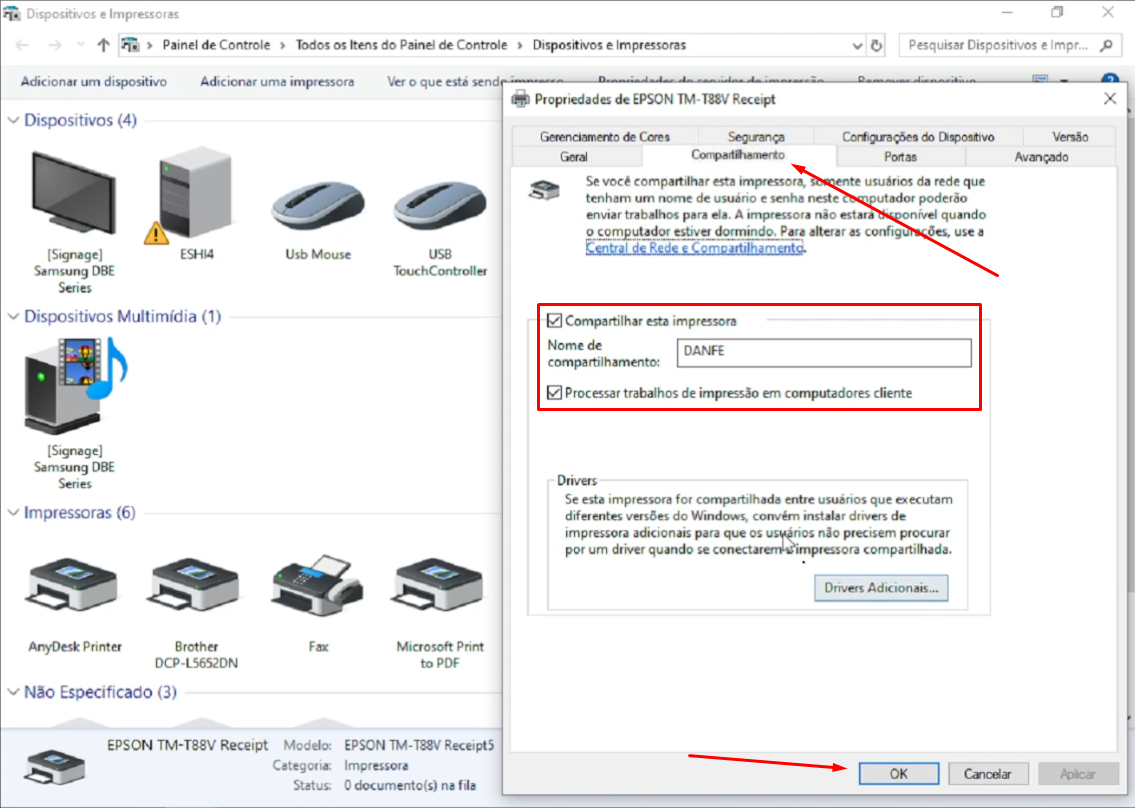 Dispositivos e Impressoras
Painel de Controle > Todos os Itens do Painel de Controle > Dispositivos e Impressoras
Pesquisar Dispositivos e Impr...
Adicionar um dispositivo
Adicionar uma impressora
Ver o que está sendo impresso
Propriedades do servidor de impressão
Remover dispositivo
Dispositivos (4)
[Signage]
Samsung DBE
Series
ESHI4
Usb Mouse
USB
TouchController
Dispositivos Multimídia (1)
[Signage]
Samsung DBE
Series
Impressoras (6)
AnyDesk Printer
Brother
DCP-L5652DN
Fax
Microsoft Print
to PDF
Não Especificado (3)
EPSON TM-T88V Receipt
Modelo: EPSON TM-T88V Receipt5
Categoria: Impressora
Status: 0 documento(s) na fila
Propriedades de EPSON TM-T88V Receipt
Gerenciamento de Cores
Segurança
Configurações do Dispositivo
Versão
Geral
Compartilhamento
Portas
Avançado
Se você compartilhar esta impressora, somente usuários da rede que
tenham um nome de usuário e senha neste computador poderão
enviar trabalhos para ela. A impressora não estará disponível quando
o computador estiver dormindo. Para alterar as configurações, use a
Central de Rede e Compartilhamento.
Compartilhar esta impressora
Nome de
compartilhamento:
DANFE
Processar trabalhos de impressão em computadores cliente
Drivers
Se esta impressora for compartilhada entre usuários que executam
diferentes versões do Windows, convém instalar drivers de
impressora adicionais para que os usuários não precisem procurar
por um driver quando se conectarem à impressora compartilhada.
Drivers Adicionais...
OK
Cancelar
Aplicar